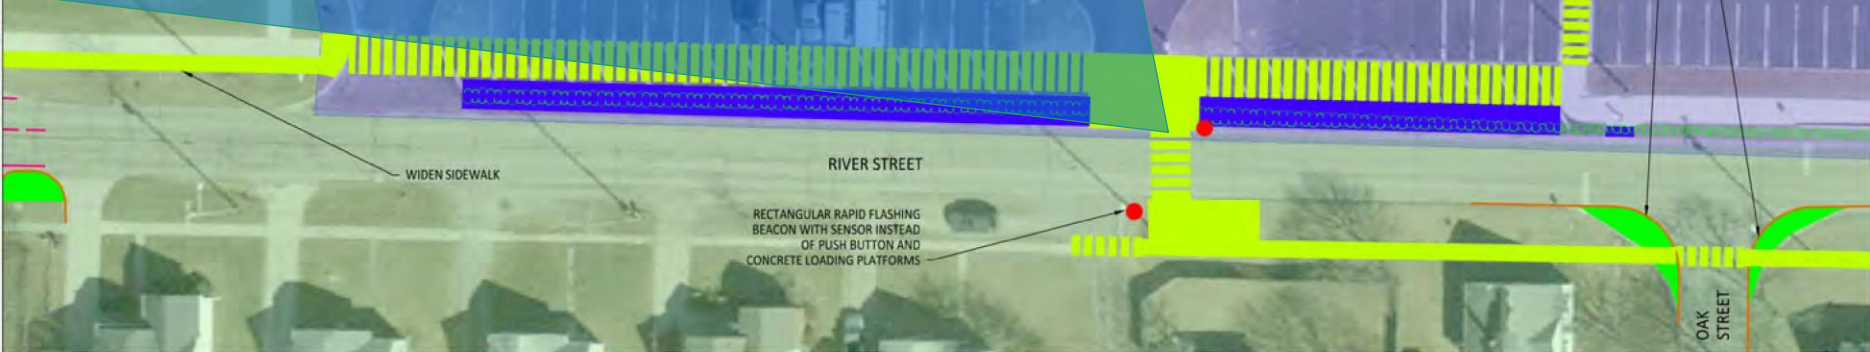 WIDEN SIDEWALK
RIVER STREET
RECTANGULAR RAPID FLASHING
BEACON WITH SENSOR INSTEAD
OF PUSH BUTTON AND
CONCRETE LOADING PLATFORMS
OAK
STREET